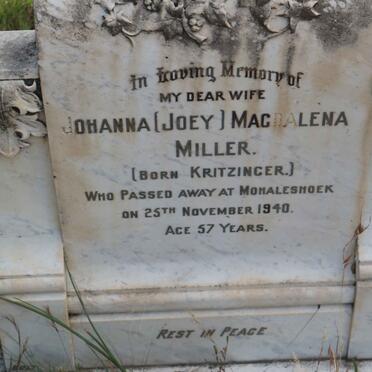 In Loving Memory of
MY DEAR WIFE
JOHANNA (JOEY) MAGDALENA
MILLER.
(BORN KRITZINGER.)
WHO PASSED AWAY AT MOHALESHOEK
ON 25TH NOVEMBER 1940.
AGE 57 YEARS.
REST IN PEACE